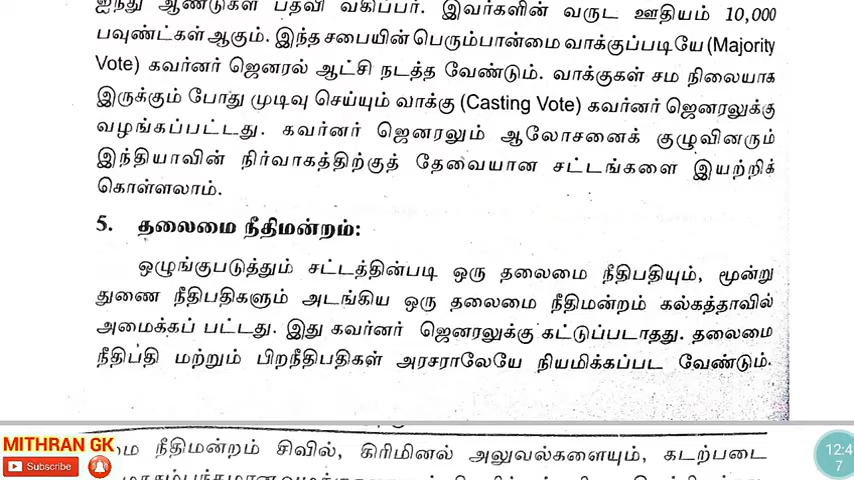 ஐந்து ஆண்டுகள் பதவி வகிப்பர். இவர்களின் வருட ஊதியம் 10,000
பவுண்ட்கள் ஆகும். இந்த சபையின் பெரும்பான்மை வாக்குப்படியே (Majority
Vote) கவர்னர் ஜெனரல் ஆட்சி நடத்த வேண்டும். வாக்குகள் சம நிலையாக
இருக்கும் போது முடிவு செய்யும் வாக்கு (Casting Vote) கவர்னர் ஜெனரலுக்கு
வழங்கப்பட்டது. கவர்னர் ஜெனரலும் ஆலோசனைக் குழுவினரும்
இந்தியாவின் நிர்வாகத்திற்குத் தேவையான சட்டங்களை இயற்றிக்
கொள்ளலாம்.
5. தலைமை நீதிமன்றம்:
ஒழுங்குபடுத்தும் சட்டத்தின்படி ஒரு தலைமை நீதிபதியும், மூன்று
துணை நீதிபதிகளும் அடங்கிய ஒரு தலைமை நீதிமன்றம் கல்கத்தாவில்
அமைக்கப் பட்டது. இது கவர்னர் ஜெனரலுக்கு கட்டுப்படாதது. தலைமை
நீதிபதி மற்றும் பிறநீதிபதிகள் அரசராலேயே நியமிக்கப்பட வேண்டும்.
MITHRAN GK
நீதிமன்றம் சிவில், கிரிமினல் அலுவல்களையும், கடற்படை
Subscribe
12:4
7